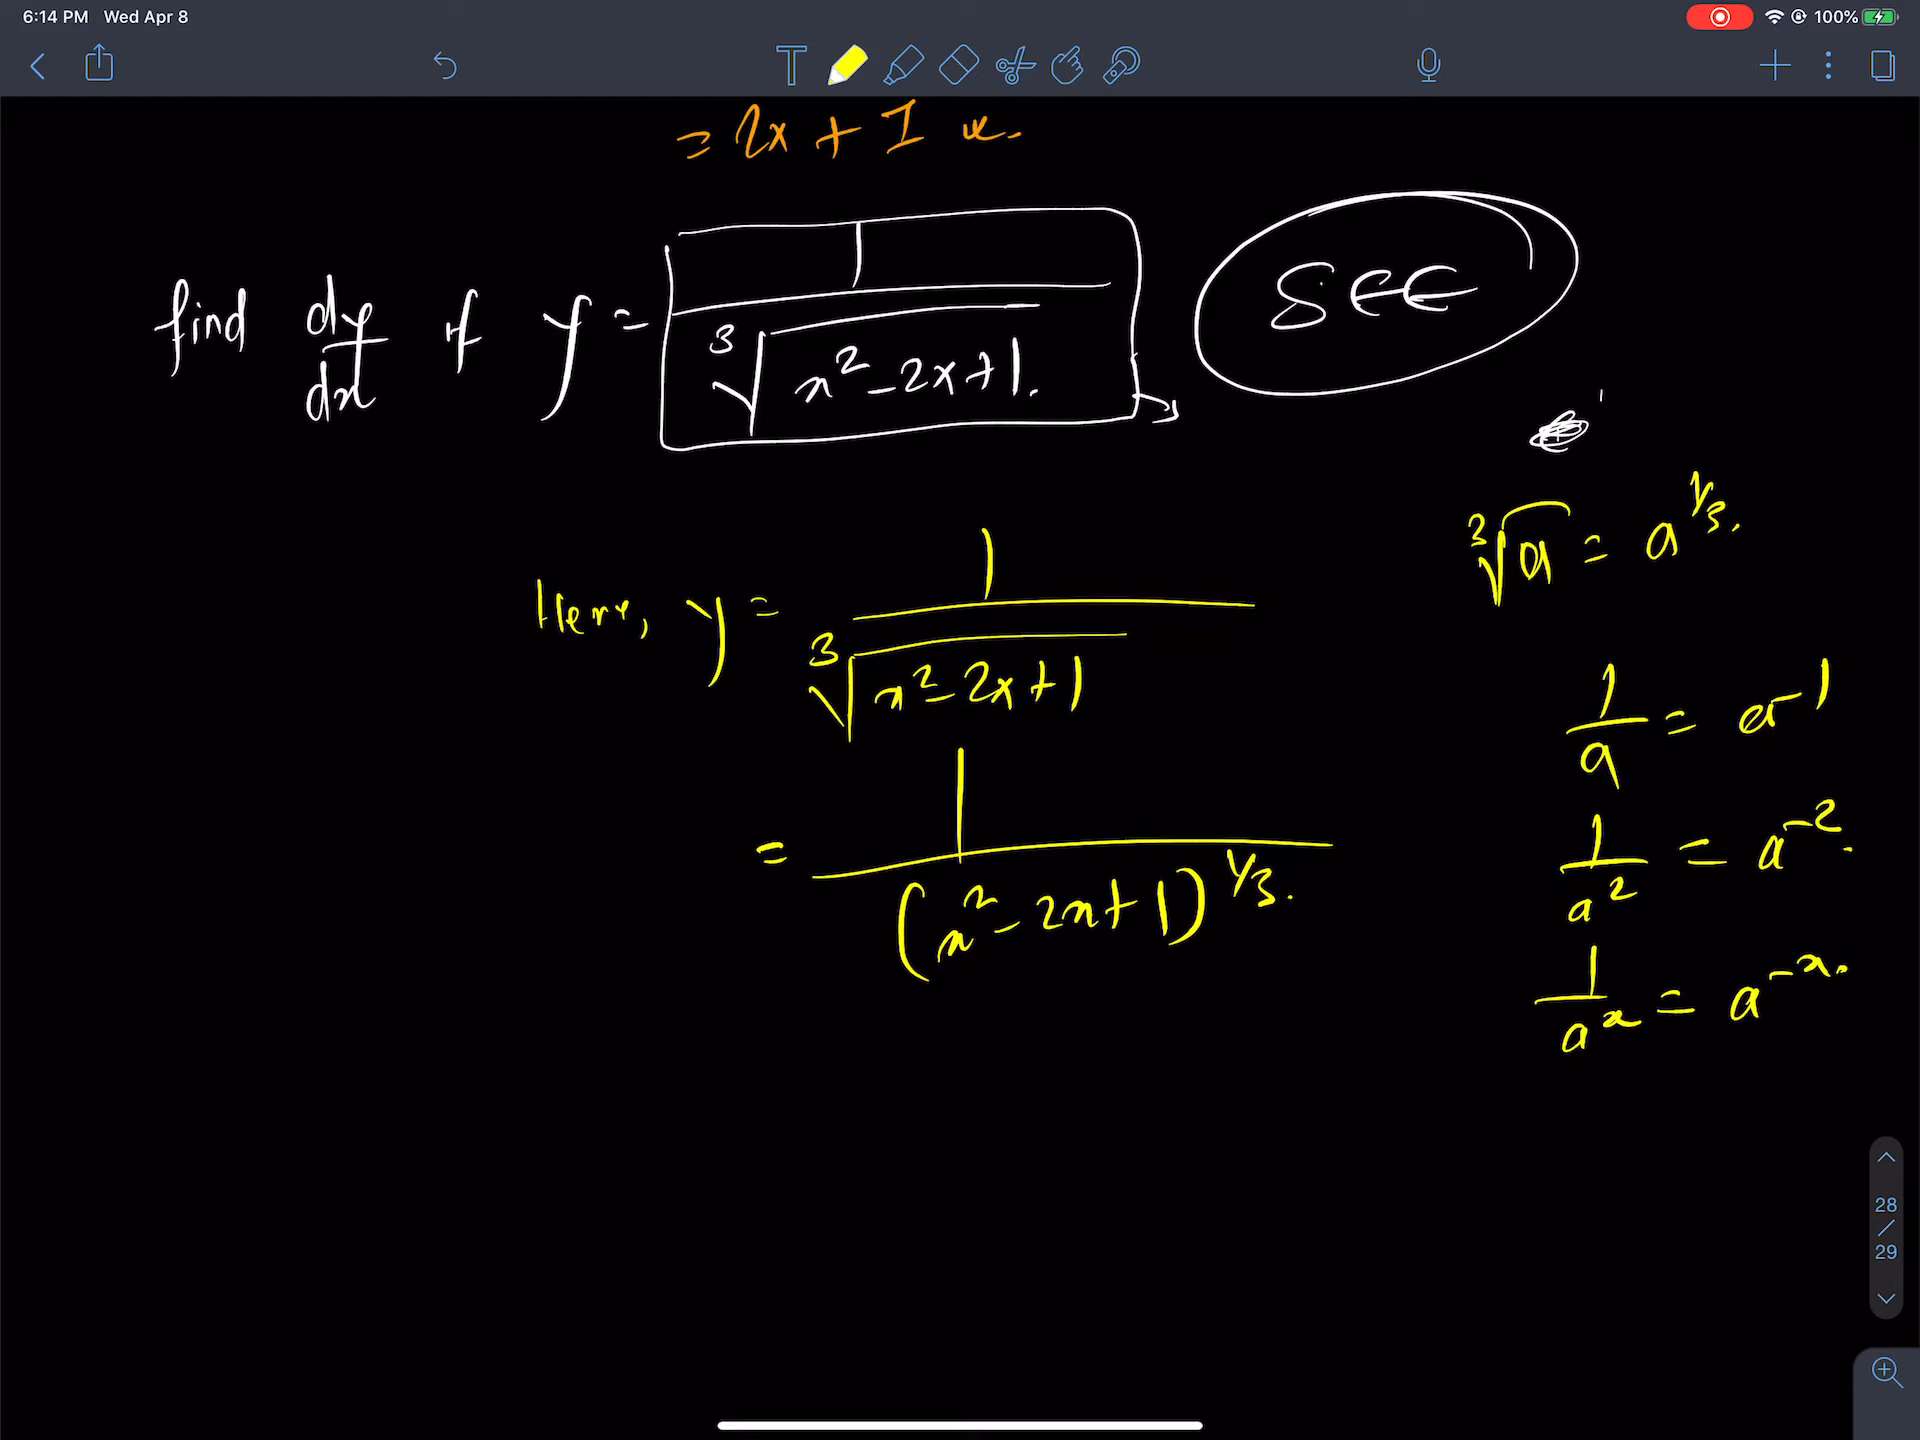 6:14 PM Wed Apr 8
100%
= 2x + 1
find dy/dx if y = 1/∛(x² - 2x + 1.
SEE
∛a = a^1/3.
Here, y = 1/∛(x² - 2x + 1)
1/a = a^-1
= 1/(x² - 2x + 1)^1/3.
1/a² = a^-2.
1/a^x = a^-x.
28
/
29